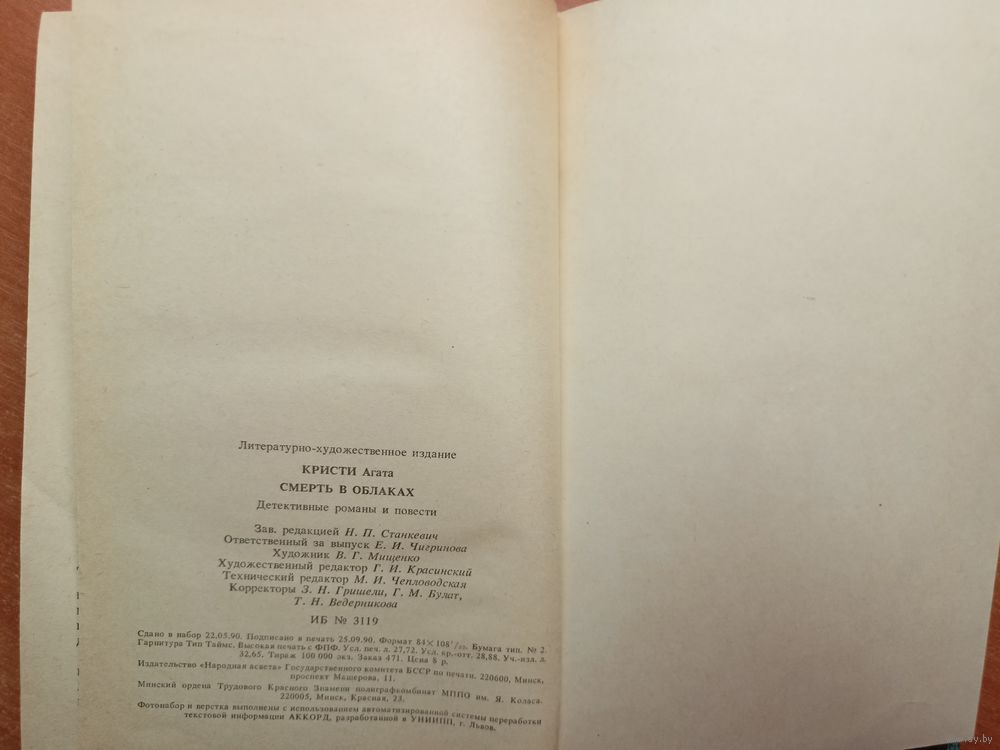 Литературно-художественное издание
КРИСТИ Агата
СМЕРТЬ В ОБЛАКАХ
Детективные романы и повести
Зав. редакцией Н. П. Станкевич
Ответственный за выпуск Е. И. Чигринова
Художник В. Г. Мищенко
Художественный редактор Г. И. Красинский
Технический редактор М. И. Чепловодская
Корректоры З. Н. Гришели, Г. М. Булат,
Т. Н. Ведерникова
ИБ № 3119
Сдано в набор 22.05.90. Подписано в печать 25.09.90. Формат 84×108¹/₃₂. Бумага тип. № 2.
Гарнитура Тип Таймс. Высокая печать с ФПФ. Усл. печ. л. 27,72. Усл. кр.-отт. 28,88. Уч.-изд. л.
32,65. Тираж 100 000 экз. Заказ 471. Цена 8 р.
Издательство «Народная асвета» Государственного комитета БССР по печати. 220600, Минск,
проспект Машерова, 11.
Минский ордена Трудового Красного Знамени полиграфкомбинат МППО им. Я. Коласа.
220005, Минск, Красная, 23.
Фотонабор и верстка выполнены с использованием автоматизированной системы переработки
текстовой информации АККОРД, разработанной в УНИИПП, г. Львов.